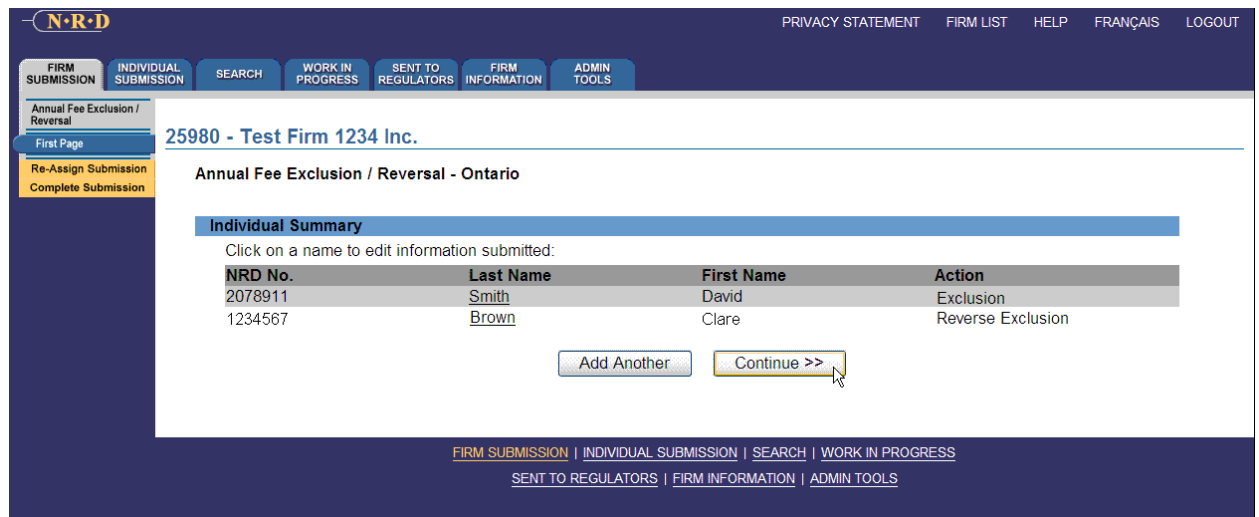 N•R•D
PRIVACY STATEMENT FIRM LIST HELP FRANÇAIS LOGOUT
FIRM SUBMISSION
INDIVIDUAL SUBMISSION
SEARCH
WORK IN PROGRESS
SENT TO REGULATORS
FIRM INFORMATION
ADMIN TOOLS
Annual Fee Exclusion /
Reversal
First Page
Re-Assign Submission
Complete Submission
25980 - Test Firm 1234 Inc.
Annual Fee Exclusion / Reversal - Ontario
Individual Summary
Click on a name to edit information submitted:
NRD No. Last Name First Name Action
2078911 Smith David Exclusion
1234567 Brown Clare Reverse Exclusion
Add Another Continue >>
FIRM SUBMISSION | INDIVIDUAL SUBMISSION | SEARCH | WORK IN PROGRESS
SENT TO REGULATORS | FIRM INFORMATION | ADMIN TOOLS